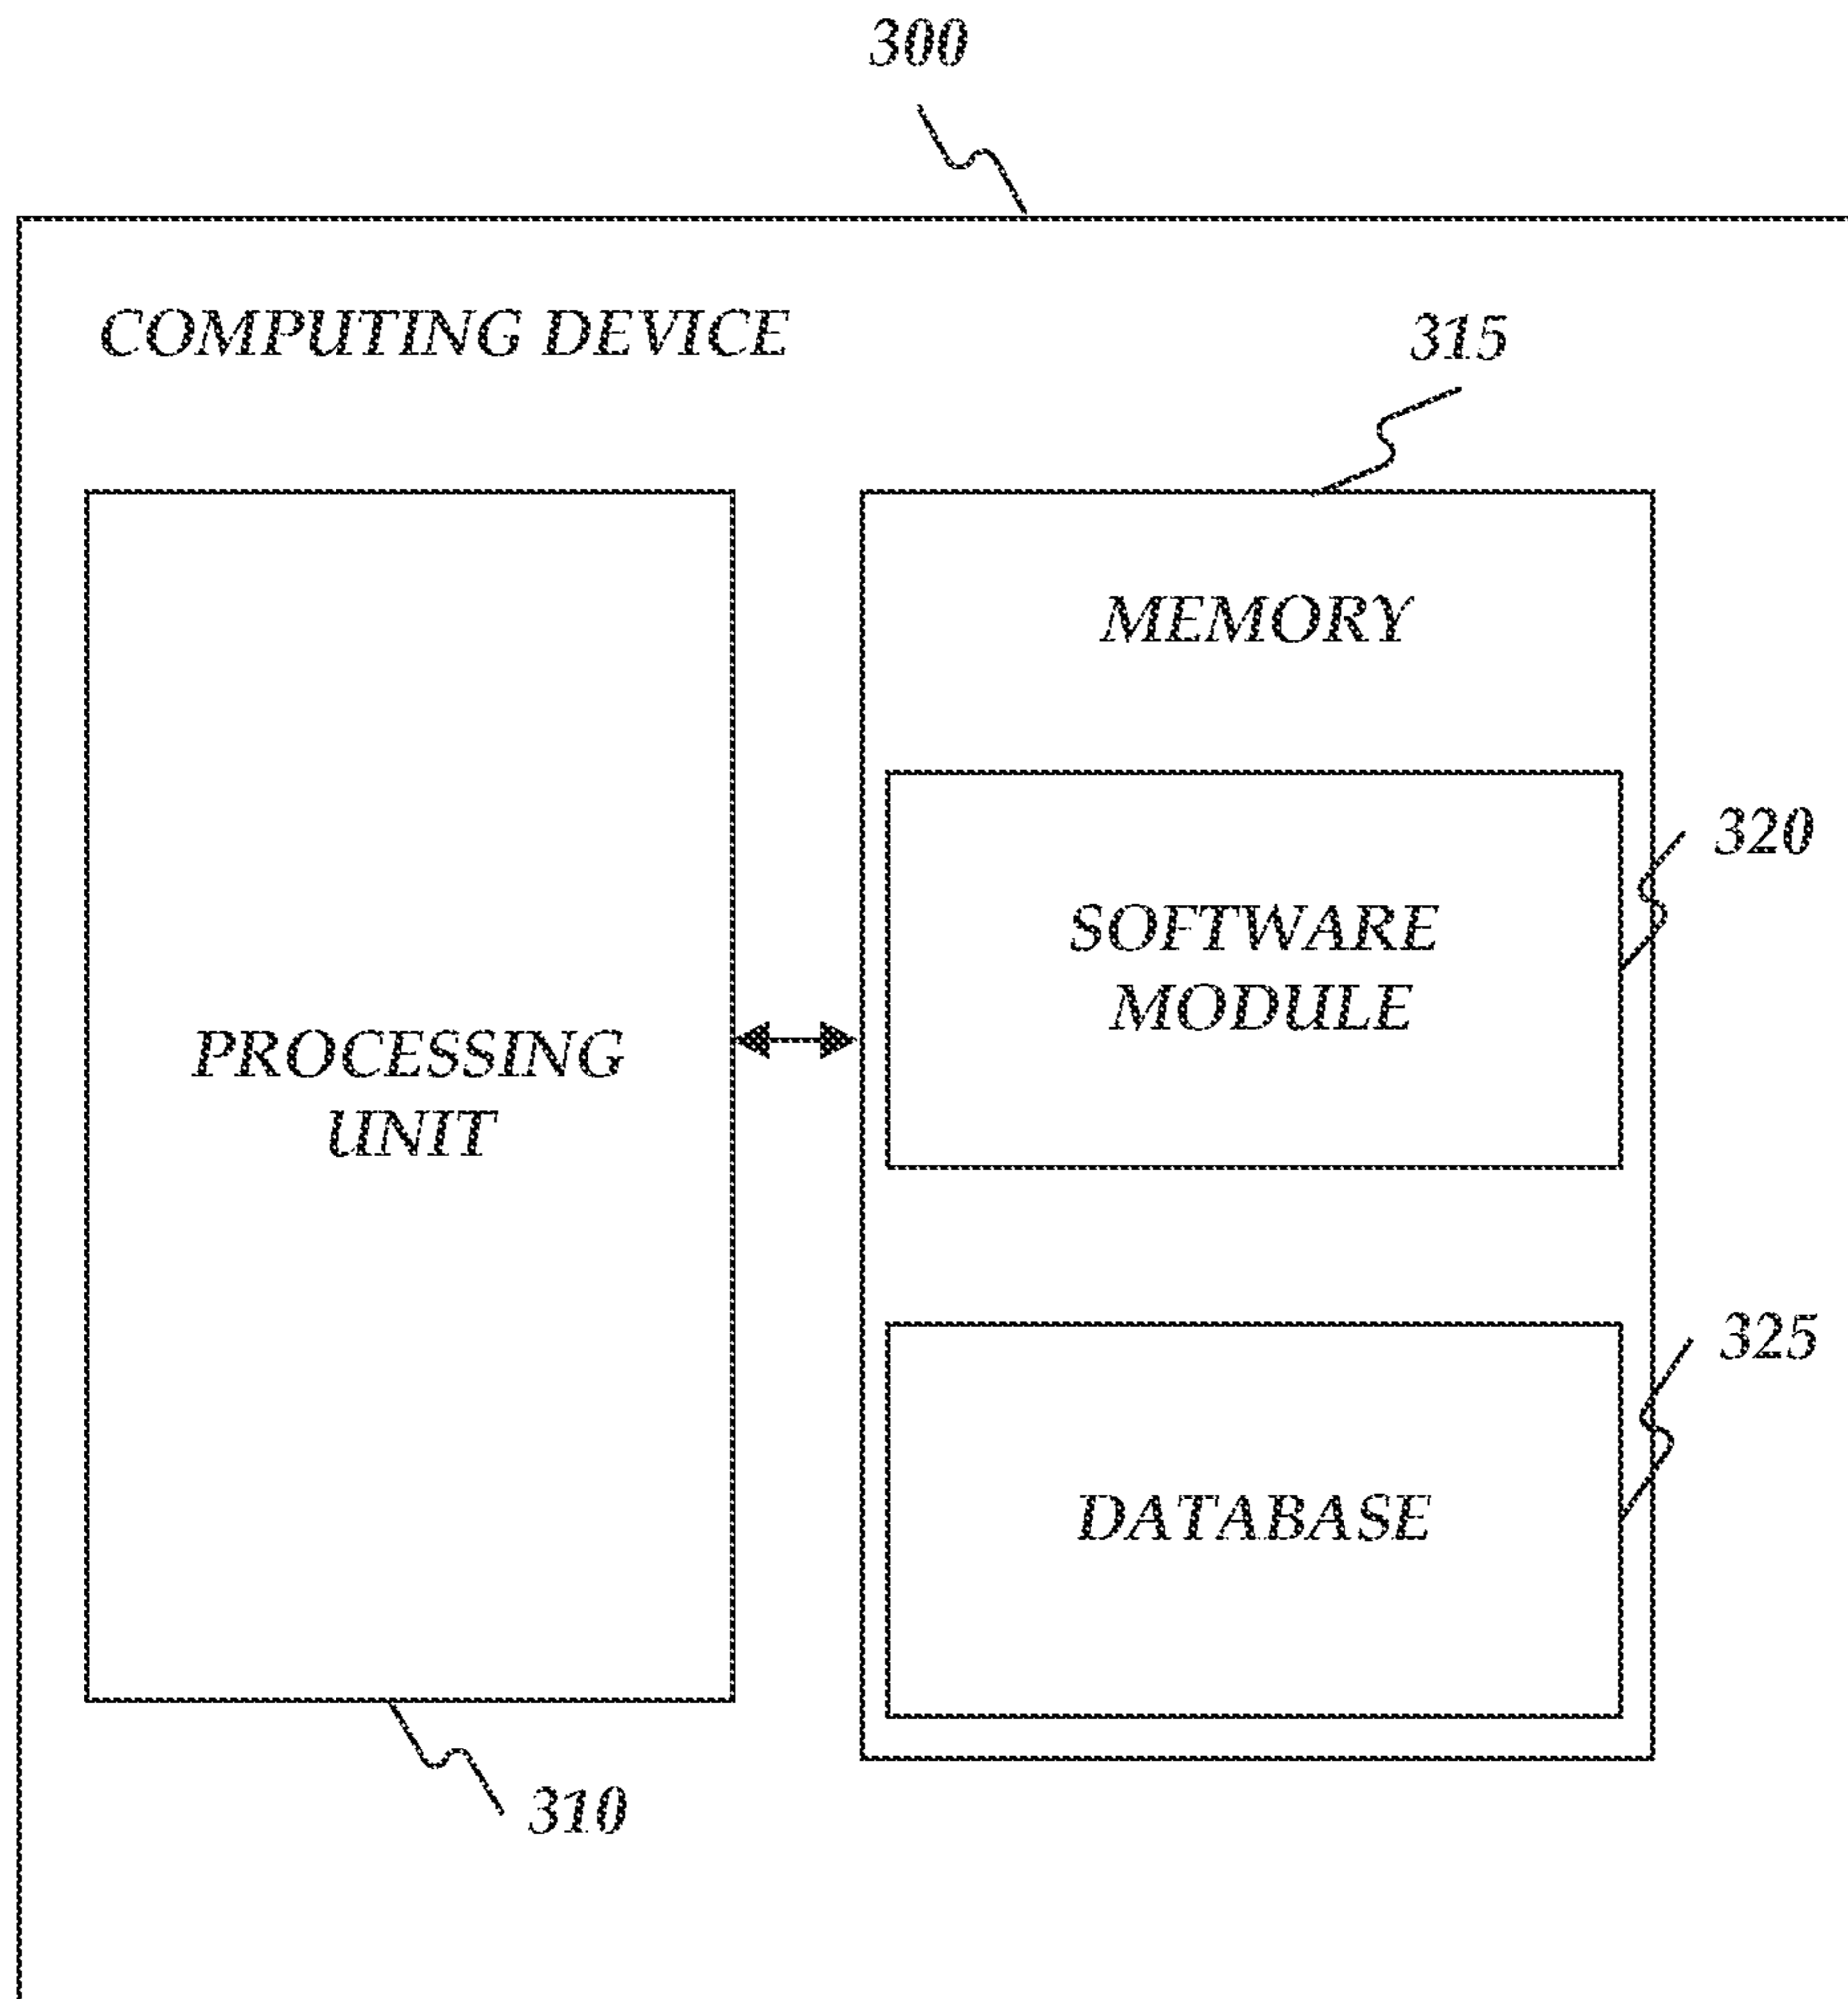 300
COMPUTING DEVICE
315
MEMORY
320
SOFTWARE
MODULE
PROCESSING
UNIT
325
DATABASE
310